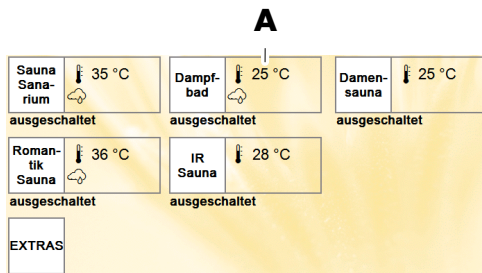 A
Sauna
Sana-
rium
35 °C
ausgeschaltet
Dampf-
bad
25 °C
ausgeschaltet
Damen-
sauna
25 °C
ausgeschaltet
Roman-
tik
Sauna
36 °C
ausgeschaltet
IR
Sauna
28 °C
ausgeschaltet
EXTRAS